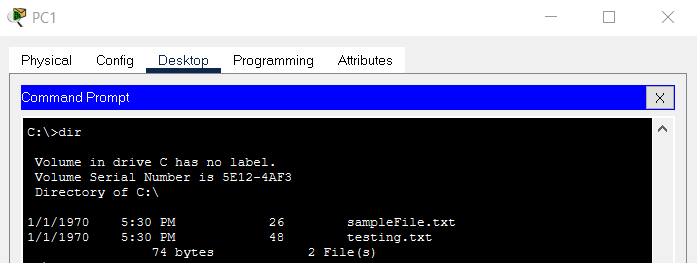 PC1
Physical Config Desktop Programming Attributes
Command Prompt X
C:\>dir
Volume in drive C has no label.
Volume Serial Number is 5E12-4AF3
Directory of C:\
1/1/1970 5:30 PM 26 sampleFile.txt
1/1/1970 5:30 PM 48 testing.txt
74 bytes 2 File(s)